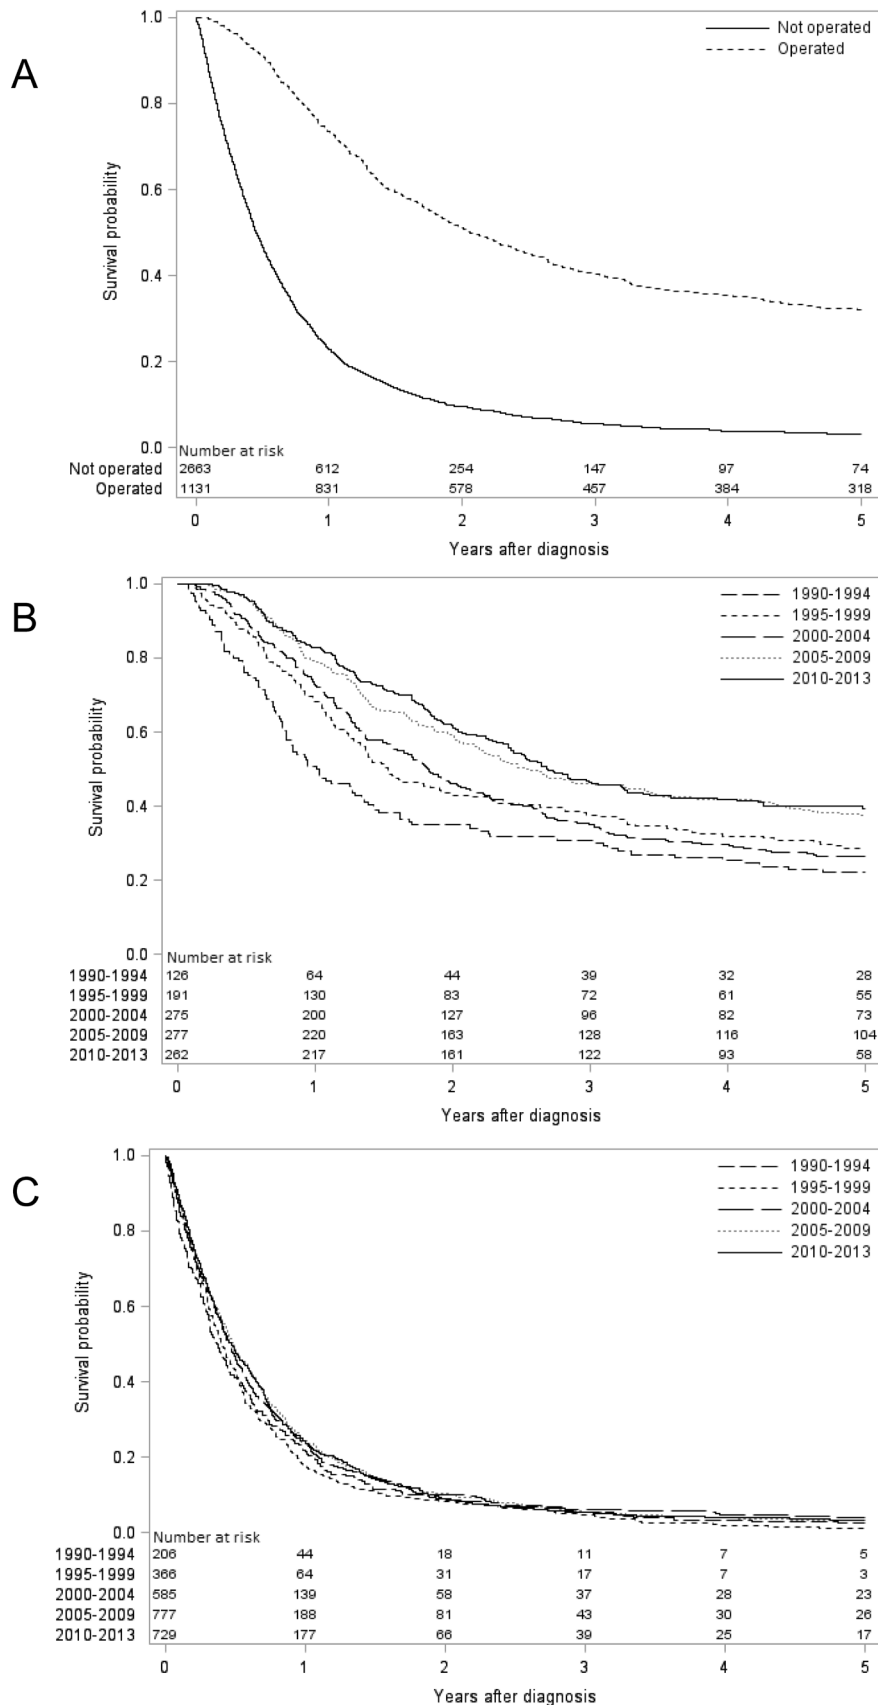 A
1.0
Not operated
Operated
0.8
0.6
Survival probability
0.4
0.2
0.0
Number at risk
Not operated 2663 612 254 147 97 74
Operated 1131 831 578 457 384 318
0 1 2 3 4 5
Years after diagnosis
B
1.0
1990-1994
1995-1999
2000-2004
2005-2009
2010-2013
0.8
0.6
Survival probability
0.4
0.2
0.0
Number at risk
1990-1994 126 64 44 39 32 28
1995-1999 191 130 83 72 61 55
2000-2004 275 200 127 96 82 73
2005-2009 277 220 163 128 116 104
2010-2013 262 217 161 122 93 58
0 1 2 3 4 5
Years after diagnosis
C
1.0
1990-1994
1995-1999
2000-2004
2005-2009
2010-2013
0.8
0.6
Survival probability
0.4
0.2
0.0
Number at risk
1990-1994 206 44 18 11 7 5
1995-1999 366 64 31 17 7 3
2000-2004 585 139 58 37 28 23
2005-2009 777 188 81 43 30 26
2010-2013 729 177 66 39 25 17
0 1 2 3 4 5
Years after diagnosis